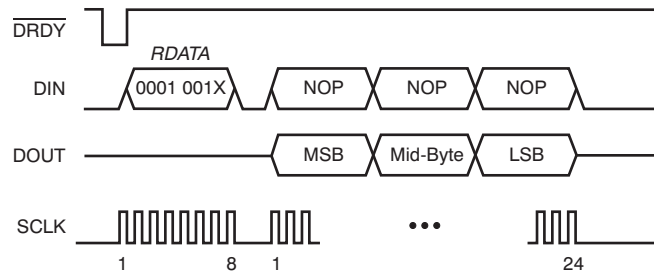 DRDY
RDATA
DIN 0001 001X NOP NOP NOP
DOUT MSB Mid-Byte LSB
SCLK •••
1 8 1 24